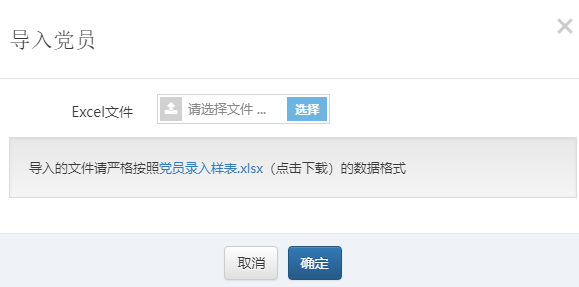 导入党员
×
Excel文件
请选择文件 ...
选择
导入的文件请严格按照党员录入样表.xlsx（点击下载）的数据格式
取消
确定